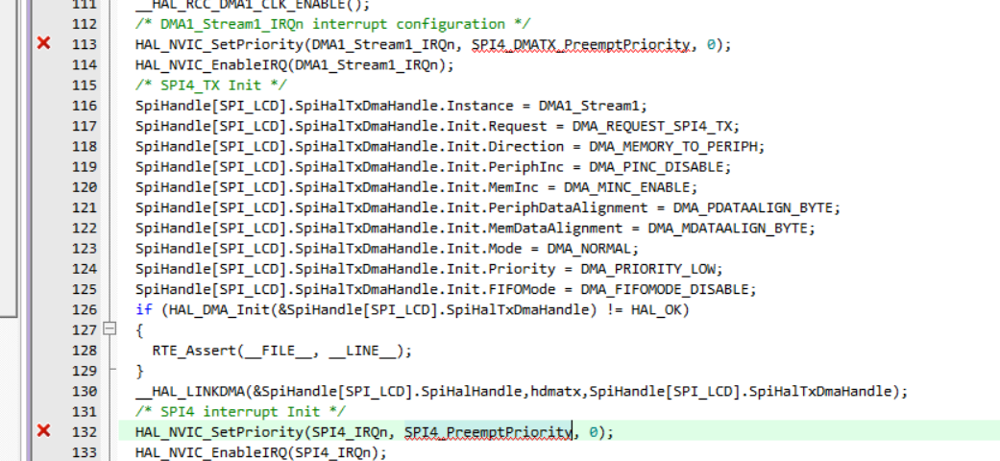 111 __HAL_RCC_DMA1_CLK_ENABLE();
112 /* DMA1_Stream1_IRQn interrupt configuration */
113 HAL_NVIC_SetPriority(DMA1_Stream1_IRQn, SPI4_DMATX_PreemptPriority, 0);
114 HAL_NVIC_EnableIRQ(DMA1_Stream1_IRQn);
115 /* SPI4_TX Init */
116 SpiHandle[SPI_LCD].SpiHalTxDmaHandle.Instance = DMA1_Stream1;
117 SpiHandle[SPI_LCD].SpiHalTxDmaHandle.Init.Request = DMA_REQUEST_SPI4_TX;
118 SpiHandle[SPI_LCD].SpiHalTxDmaHandle.Init.Direction = DMA_MEMORY_TO_PERIPH;
119 SpiHandle[SPI_LCD].SpiHalTxDmaHandle.Init.PeriphInc = DMA_PINC_DISABLE;
120 SpiHandle[SPI_LCD].SpiHalTxDmaHandle.Init.MemInc = DMA_MINC_ENABLE;
121 SpiHandle[SPI_LCD].SpiHalTxDmaHandle.Init.PeriphDataAlignment = DMA_PDATAALIGN_BYTE;
122 SpiHandle[SPI_LCD].SpiHalTxDmaHandle.Init.MemDataAlignment = DMA_MDATAALIGN_BYTE;
123 SpiHandle[SPI_LCD].SpiHalTxDmaHandle.Init.Mode = DMA_NORMAL;
124 SpiHandle[SPI_LCD].SpiHalTxDmaHandle.Init.Priority = DMA_PRIORITY_LOW;
125 SpiHandle[SPI_LCD].SpiHalTxDmaHandle.Init.FIFOMode = DMA_FIFOMODE_DISABLE;
126 if (HAL_DMA_Init(&SpiHandle[SPI_LCD].SpiHalTxDmaHandle) != HAL_OK)
127 {
128 RTE_Assert(__FILE__, __LINE__);
129 }
130 __HAL_LINKDMA(&SpiHandle[SPI_LCD].SpiHalHandle,hdmatx,SpiHandle[SPI_LCD].SpiHalTxDmaHandle);
131 /* SPI4 interrupt Init */
132 HAL_NVIC_SetPriority(SPI4_IRQn, SPI4_PreemptPriority, 0);
133 HAL_NVIC_EnableIRQ(SPI4_IRQn);